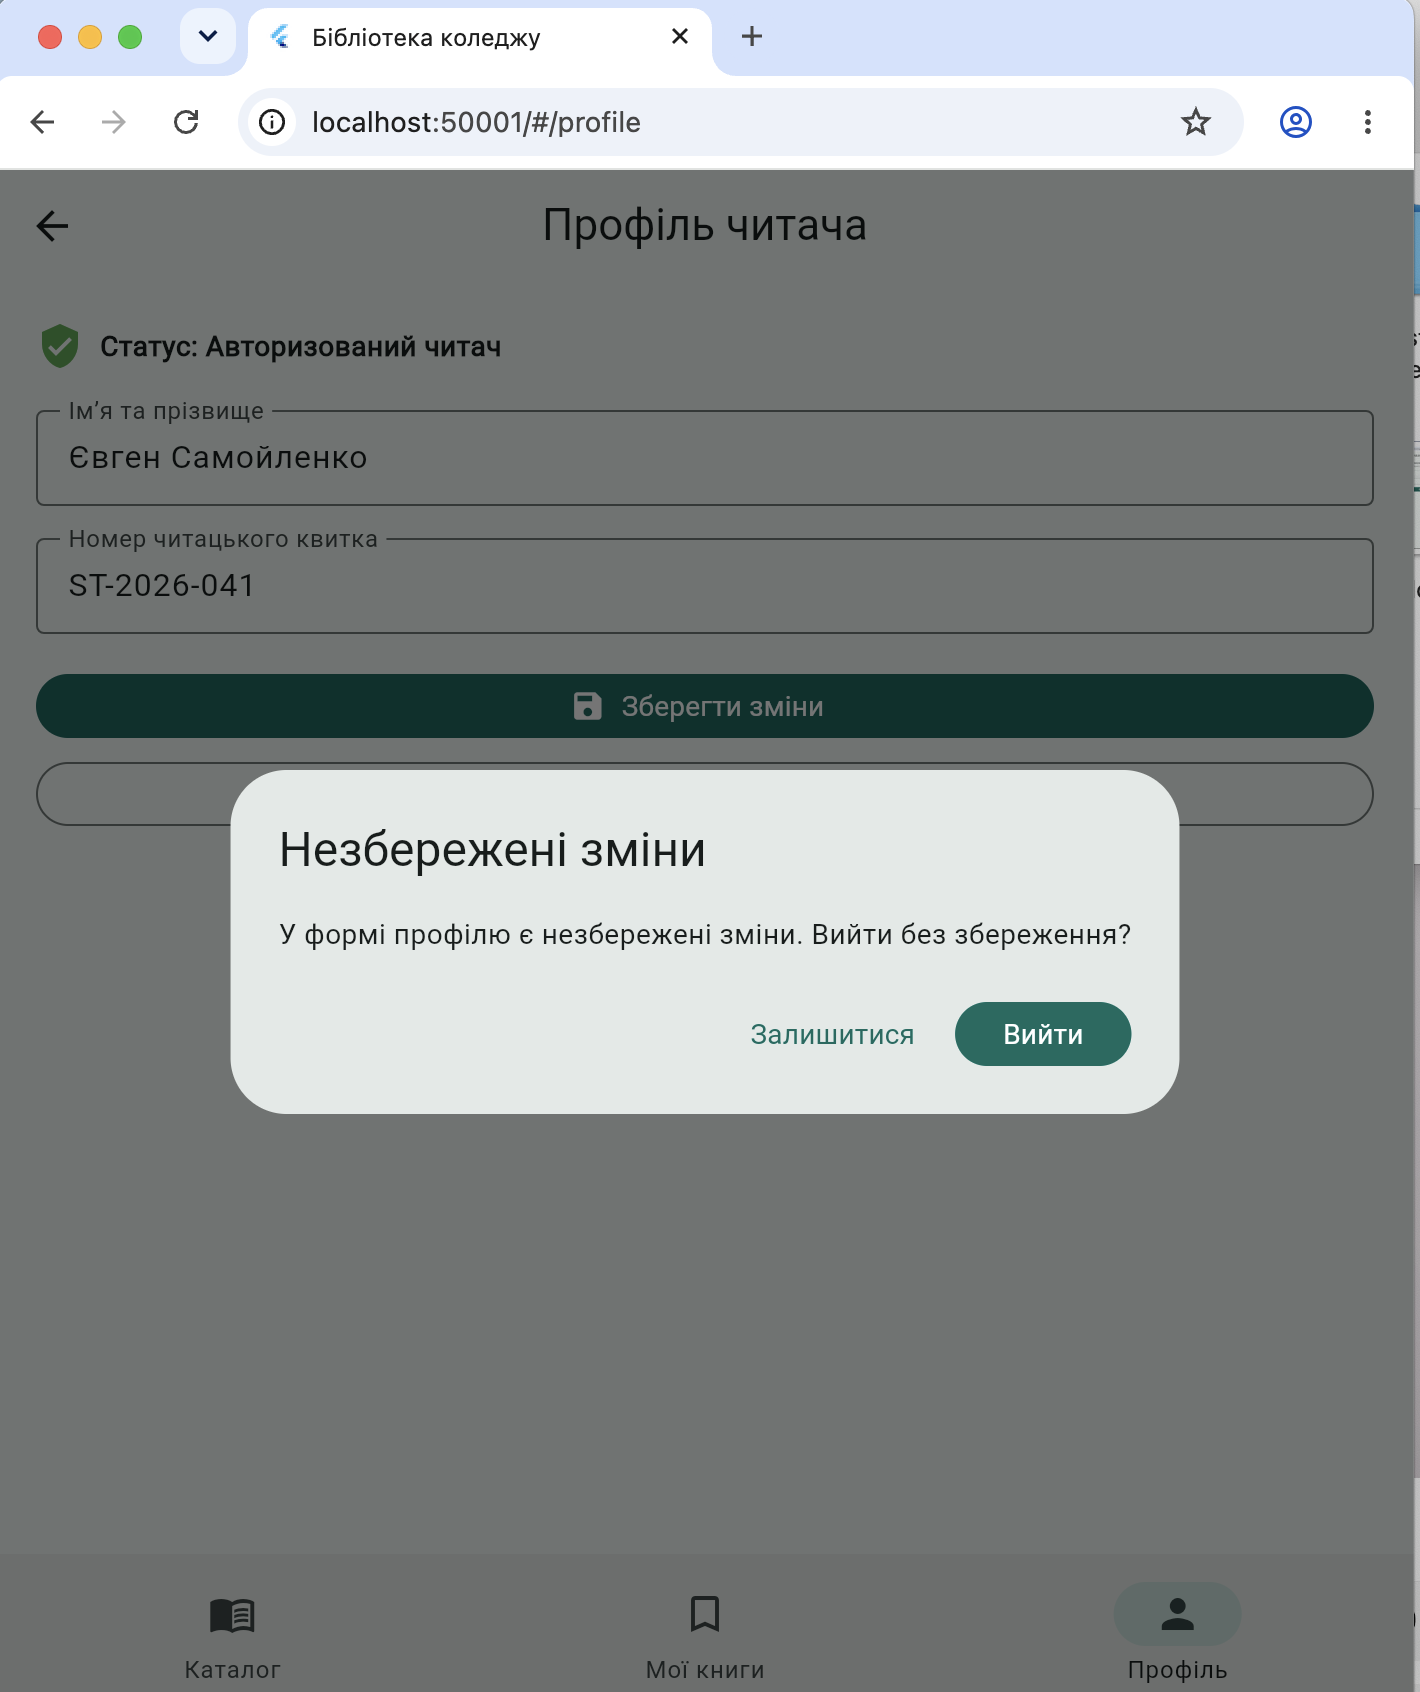 Бібліотека коледжу
localhost:50001/#/profile
Профіль читача
Статус: Авторизований читач
Ім’я та прізвище
Євген Самойленко
Номер читацького квитка
ST-2026-041
Зберегти зміни
Незбережені зміни
У формі профілю є незбережені зміни. Вийти без збереження?
Залишитися
Вийти
Каталог
Мої книги
Профіль